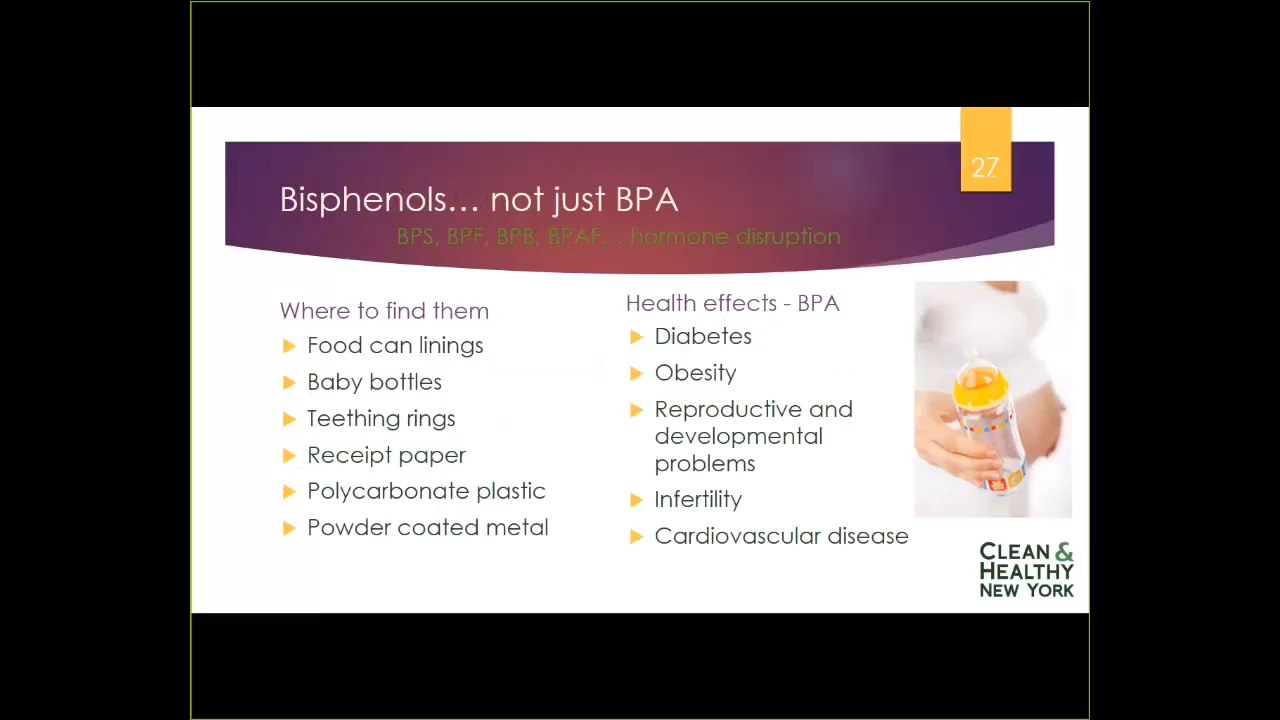 27
Bisphenols... not just BPA
BPS, BPF, BPB, BPAF... hormone disruption
Where to find them
Food can linings
Baby bottles
Teething rings
Receipt paper
Polycarbonate plastic
Powder coated metal
Health effects - BPA
Diabetes
Obesity
Reproductive and
developmental
problems
Infertility
Cardiovascular disease
CLEAN &
HEALTHY
NEW YORK